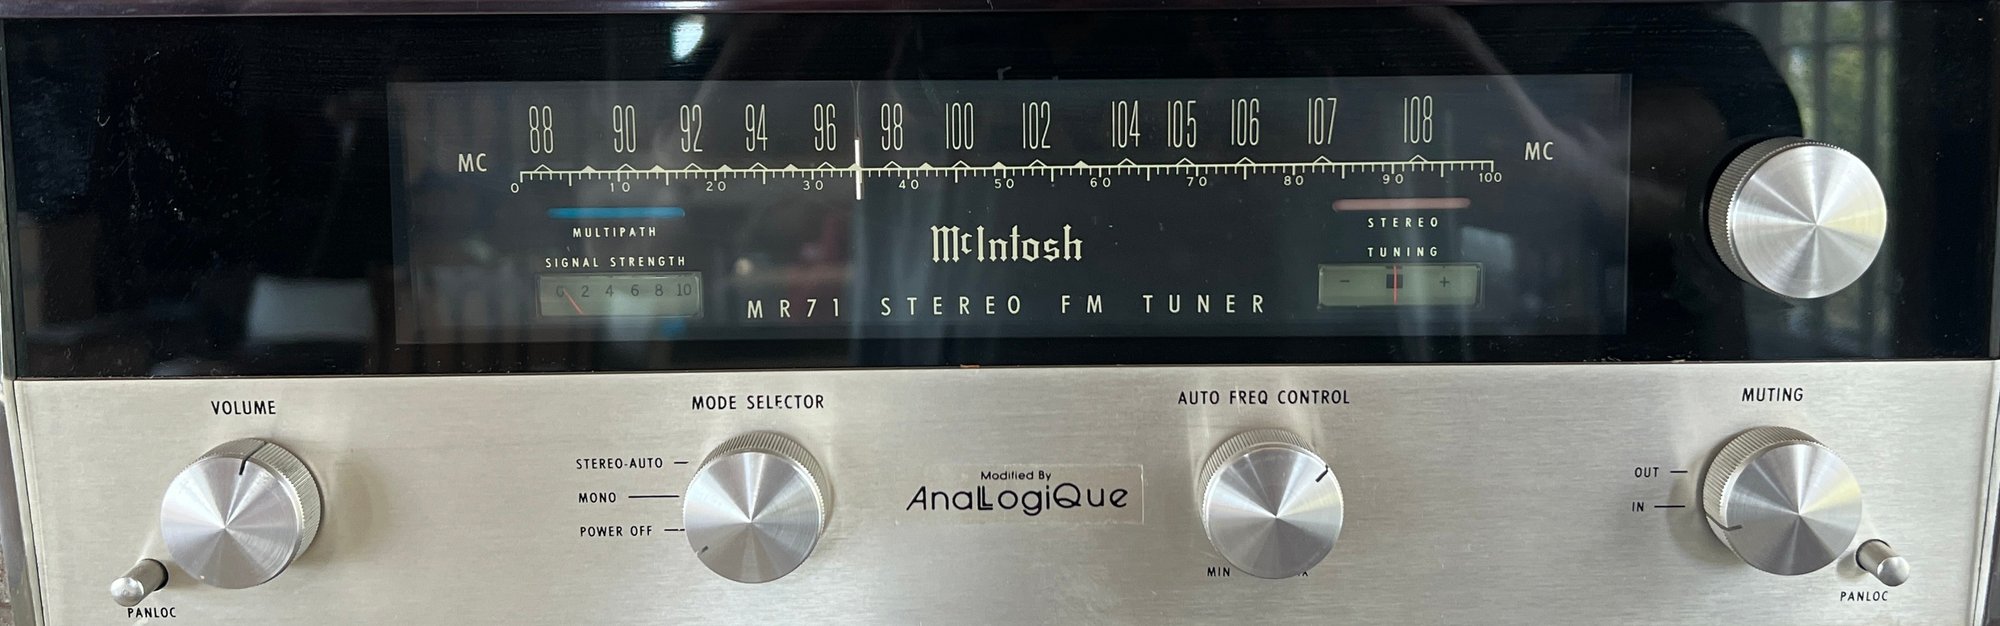 88 90 92 94 96 98 100 102 104 105 106 107 108
MC MC
0 10 20 30 40 50 60 70 80 90 100
MULTIPATH
SIGNAL STRENGTH
0 2 4 6 8 10
McIntosh
MR71 STEREO FM TUNER
STEREO
TUNING
- +
VOLUME
PANLOC
MODE SELECTOR
STEREO-AUTO
MONO
POWER OFF
Modified By
AnaLLogiQue
AUTO FREQ CONTROL
MIN
MUTING
OUT
IN
PANLOC